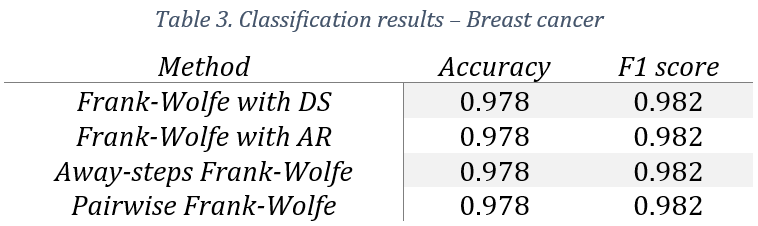 Table 3. Classification results – Breast cancer
Method Accuracy F1 score
Frank-Wolfe with DS 0.978 0.982
Frank-Wolfe with AR 0.978 0.982
Away-steps Frank-Wolfe 0.978 0.982
Pairwise Frank-Wolfe 0.978 0.982